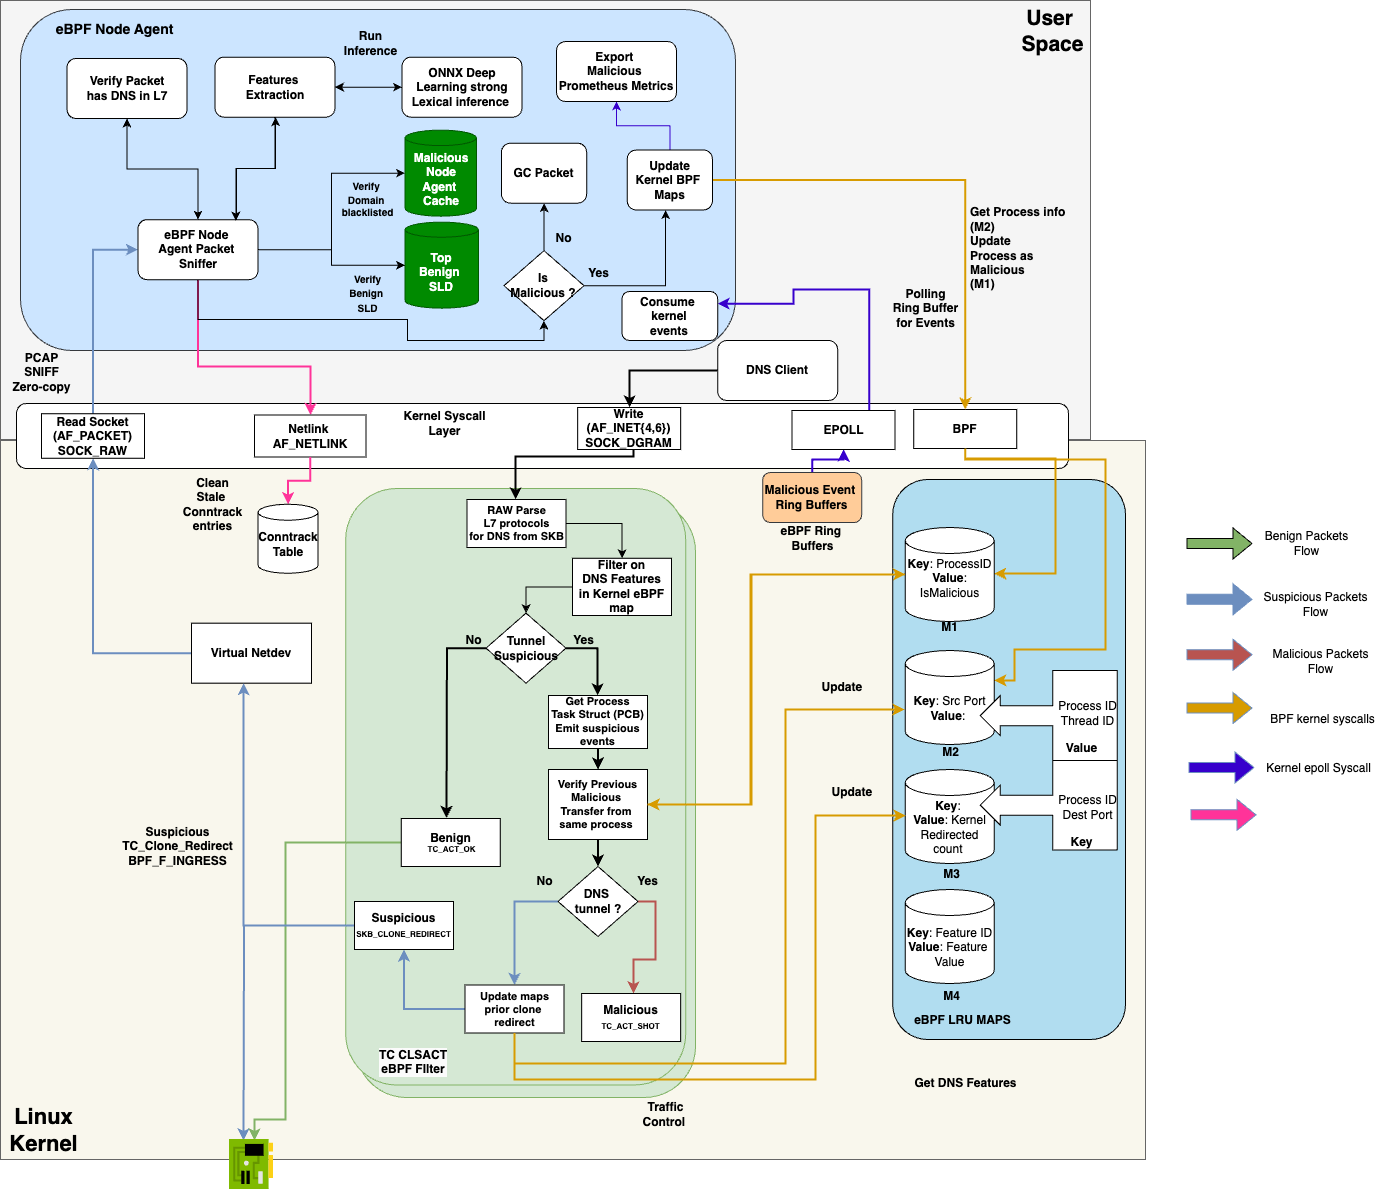 eBPF Node Agent
User
Space
Run
Inference
Verify Packet
has DNS in L7
Features
Extraction
ONNX Deep
Learning strong
Lexical inference
Export
Malicious
Prometheus Metrics
Malicious
Node
Agent
Cache
Verify
Domain
blacklisted
GC Packet
Update
Kernel BPF
Maps
eBPF Node
Agent Packet
Sniffer
Top
Benign
SLD
Verify
Benign
SLD
No
Is
Malicious ?
Yes
Consume
kernel
events
Get Process info
(M2)
Update
Process as
Malicious
(M1)
Polling
Ring Buffer
for Events
PCAP
SNIFF
Zero-copy
DNS Client
Read Socket
(AF_PACKET)
SOCK_RAW
Netlink
AF_NETLINK
Kernel Syscall
Layer
Write
(AF_INET{4,6})
SOCK_DGRAM
EPOLL
BPF
Clean
Stale
Conntrack
entries
Conntrack
Table
Malicious Event
Ring Buffers
eBPF Ring
Buffers
RAW Parse
L7 protocols
for DNS from SKB
Filter on
DNS Features
in Kernel eBPF
map
No
Tunnel
Suspicious
Yes
Virtual Netdev
Get Process
Task Struct (PCB)
Emit suspicious
events
Verify Previous
Malicious
Transfer from
same process
Benign
TC_ACT_OK
Suspicious
TC_Clone_Redirect
BPF_F_INGRESS
No
DNS
tunnel ?
Yes
Suspicious
SKB_CLONE_REDIRECT
Update maps
prior clone
redirect
Malicious
TC_ACT_SHOT
TC CLSACT
eBPF FIlter
Traffic
Control
Update
Update
Key: ProcessID
Value:
IsMalicious
M1
Key: Src Port
Value:
M2
Process ID
Thread ID
Value
Key:
Value: Kernel
Redirected
count
M3
Process ID
Dest Port
Key
Key: Feature ID
Value: Feature
Value
M4
eBPF LRU MAPS
Get DNS Features
Linux
Kernel
Benign Packets
Flow
Suspicious Packets
Flow
Malicious Packets
Flow
BPF kernel syscalls
Kernel epoll Syscall